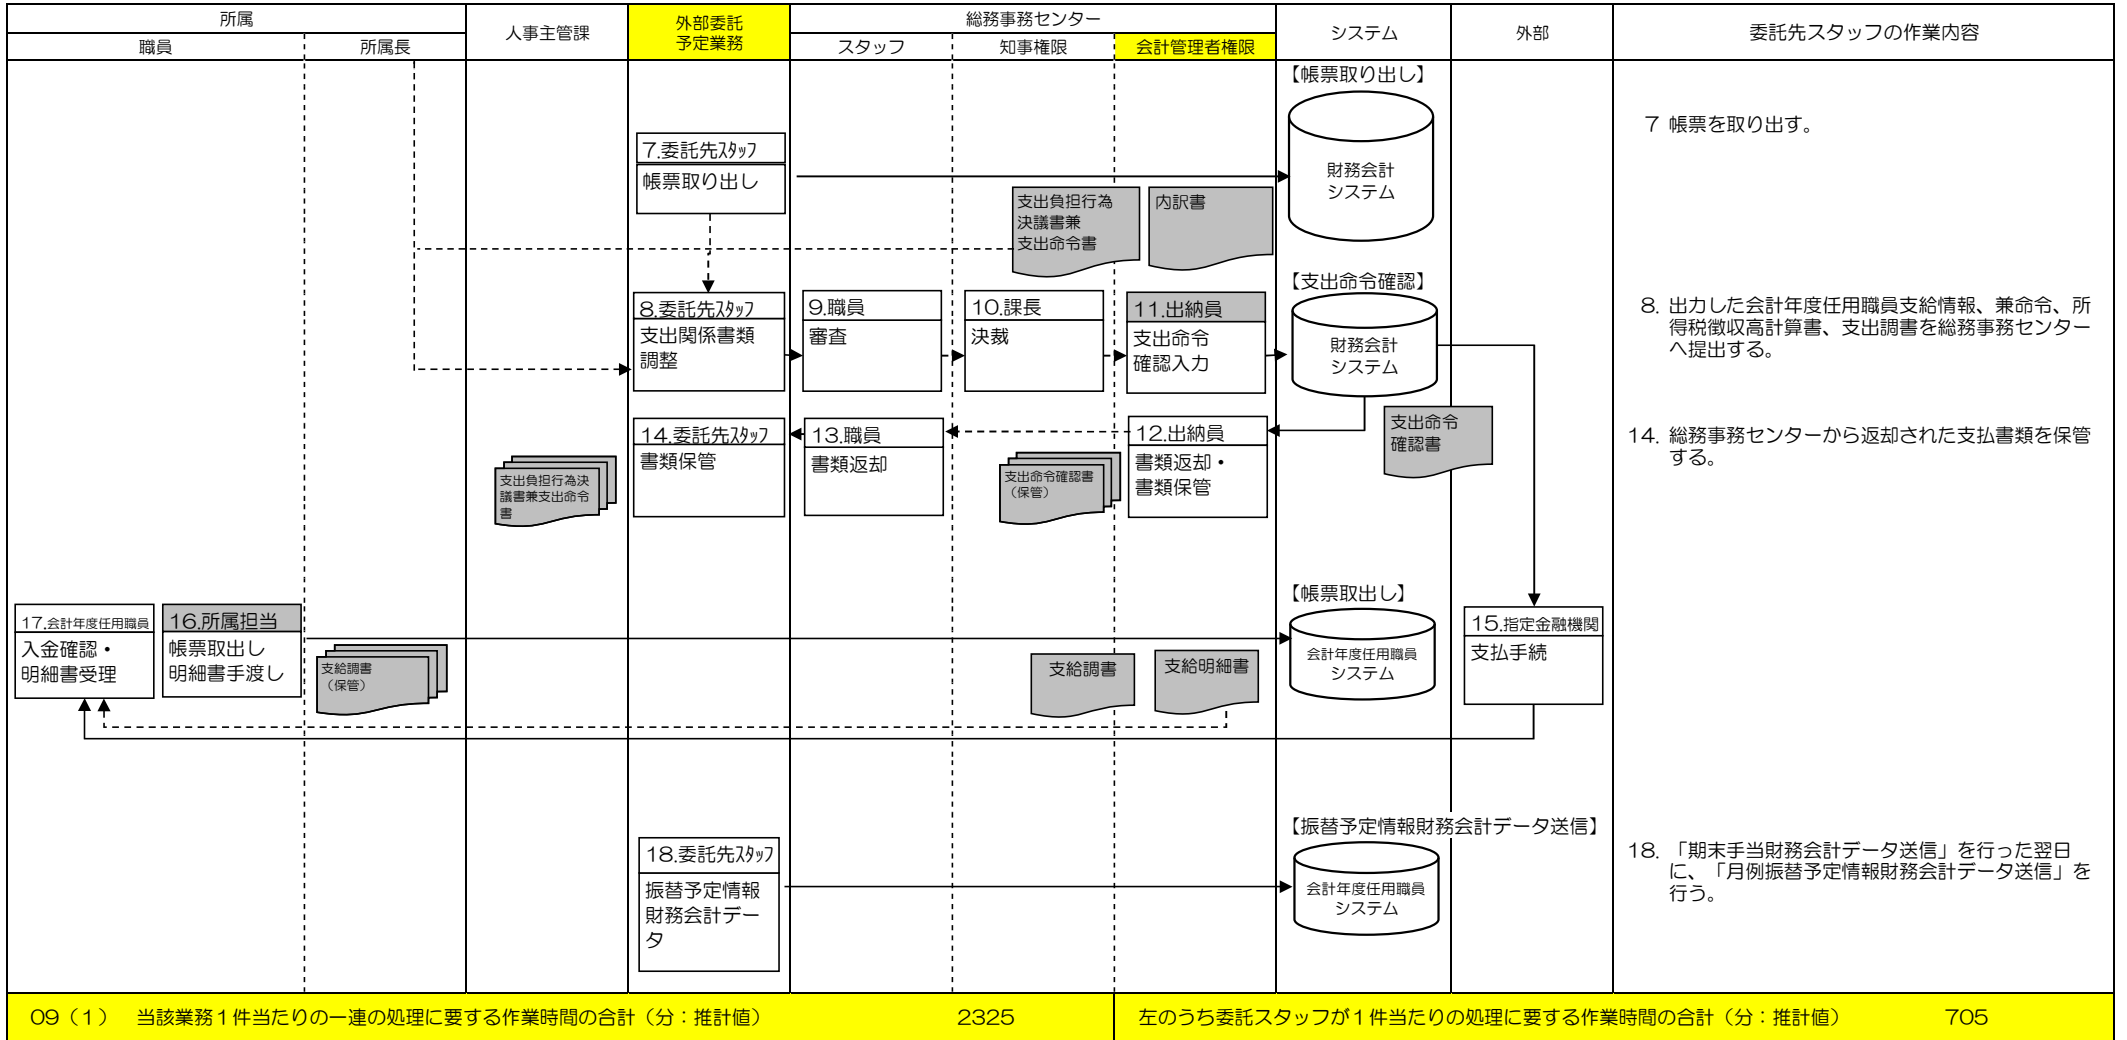 所属
人事主管課
外部委託
予定業務
総務事務センター
システム
外部
委託先スタッフの作業内容
職員
所属長
スタッフ
知事権限
会計管理者権限
【帳票取り出し】
財務会計
システム
7 帳票を取り出す。
7.委託先ｽﾀｯﾌ
帳票取り出し
支出負担行為
決議書兼
支出命令書
内訳書
【支出命令確認】
財務会計
システム
8.委託先ｽﾀｯﾌ
支出関係書類
調整
9.職員
審査
10.課長
決裁
11.出納員
支出命令
確認入力
8. 出力した会計年度任用職員支給情報、兼命令、所
得税徴収高計算書、支出調書を総務事務センター
へ提出する。
14.委託先ｽﾀｯﾌ
書類保管
13.職員
書類返却
12.出納員
書類返却・
書類保管
支出命令
確認書
支出負担行為決
議書兼支出命令
書
支出命令確認書
（保管）
14. 総務事務センターから返却された支払書類を保管
する。
【帳票取出し】
会計年度任用職員
システム
17.会計年度任用職員
入金確認・
明細書受理
16.所属担当
帳票取出し
明細書手渡し
支給調書
（保管）
支給調書
支給明細書
15.指定金融機関
支払手続
【振替予定情報財務会計データ送信】
会計年度任用職員
システム
18.委託先ｽﾀｯﾌ
振替予定情報
財務会計デー
タ
18. 「期末手当財務会計データ送信」を行った翌日
に、「月例振替予定情報財務会計データ送信」を
行う。
09（1） 当該業務１件当たりの一連の処理に要する作業時間の合計（分：推計値） 2325
左のうち委託スタッフが１件当たりの処理に要する作業時間の合計（分：推計値） 705